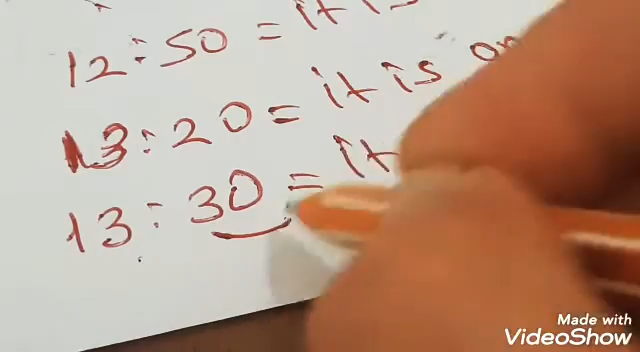 12:50 = it is
13:20 = it is
13:30 = it
Made with
VideoShow